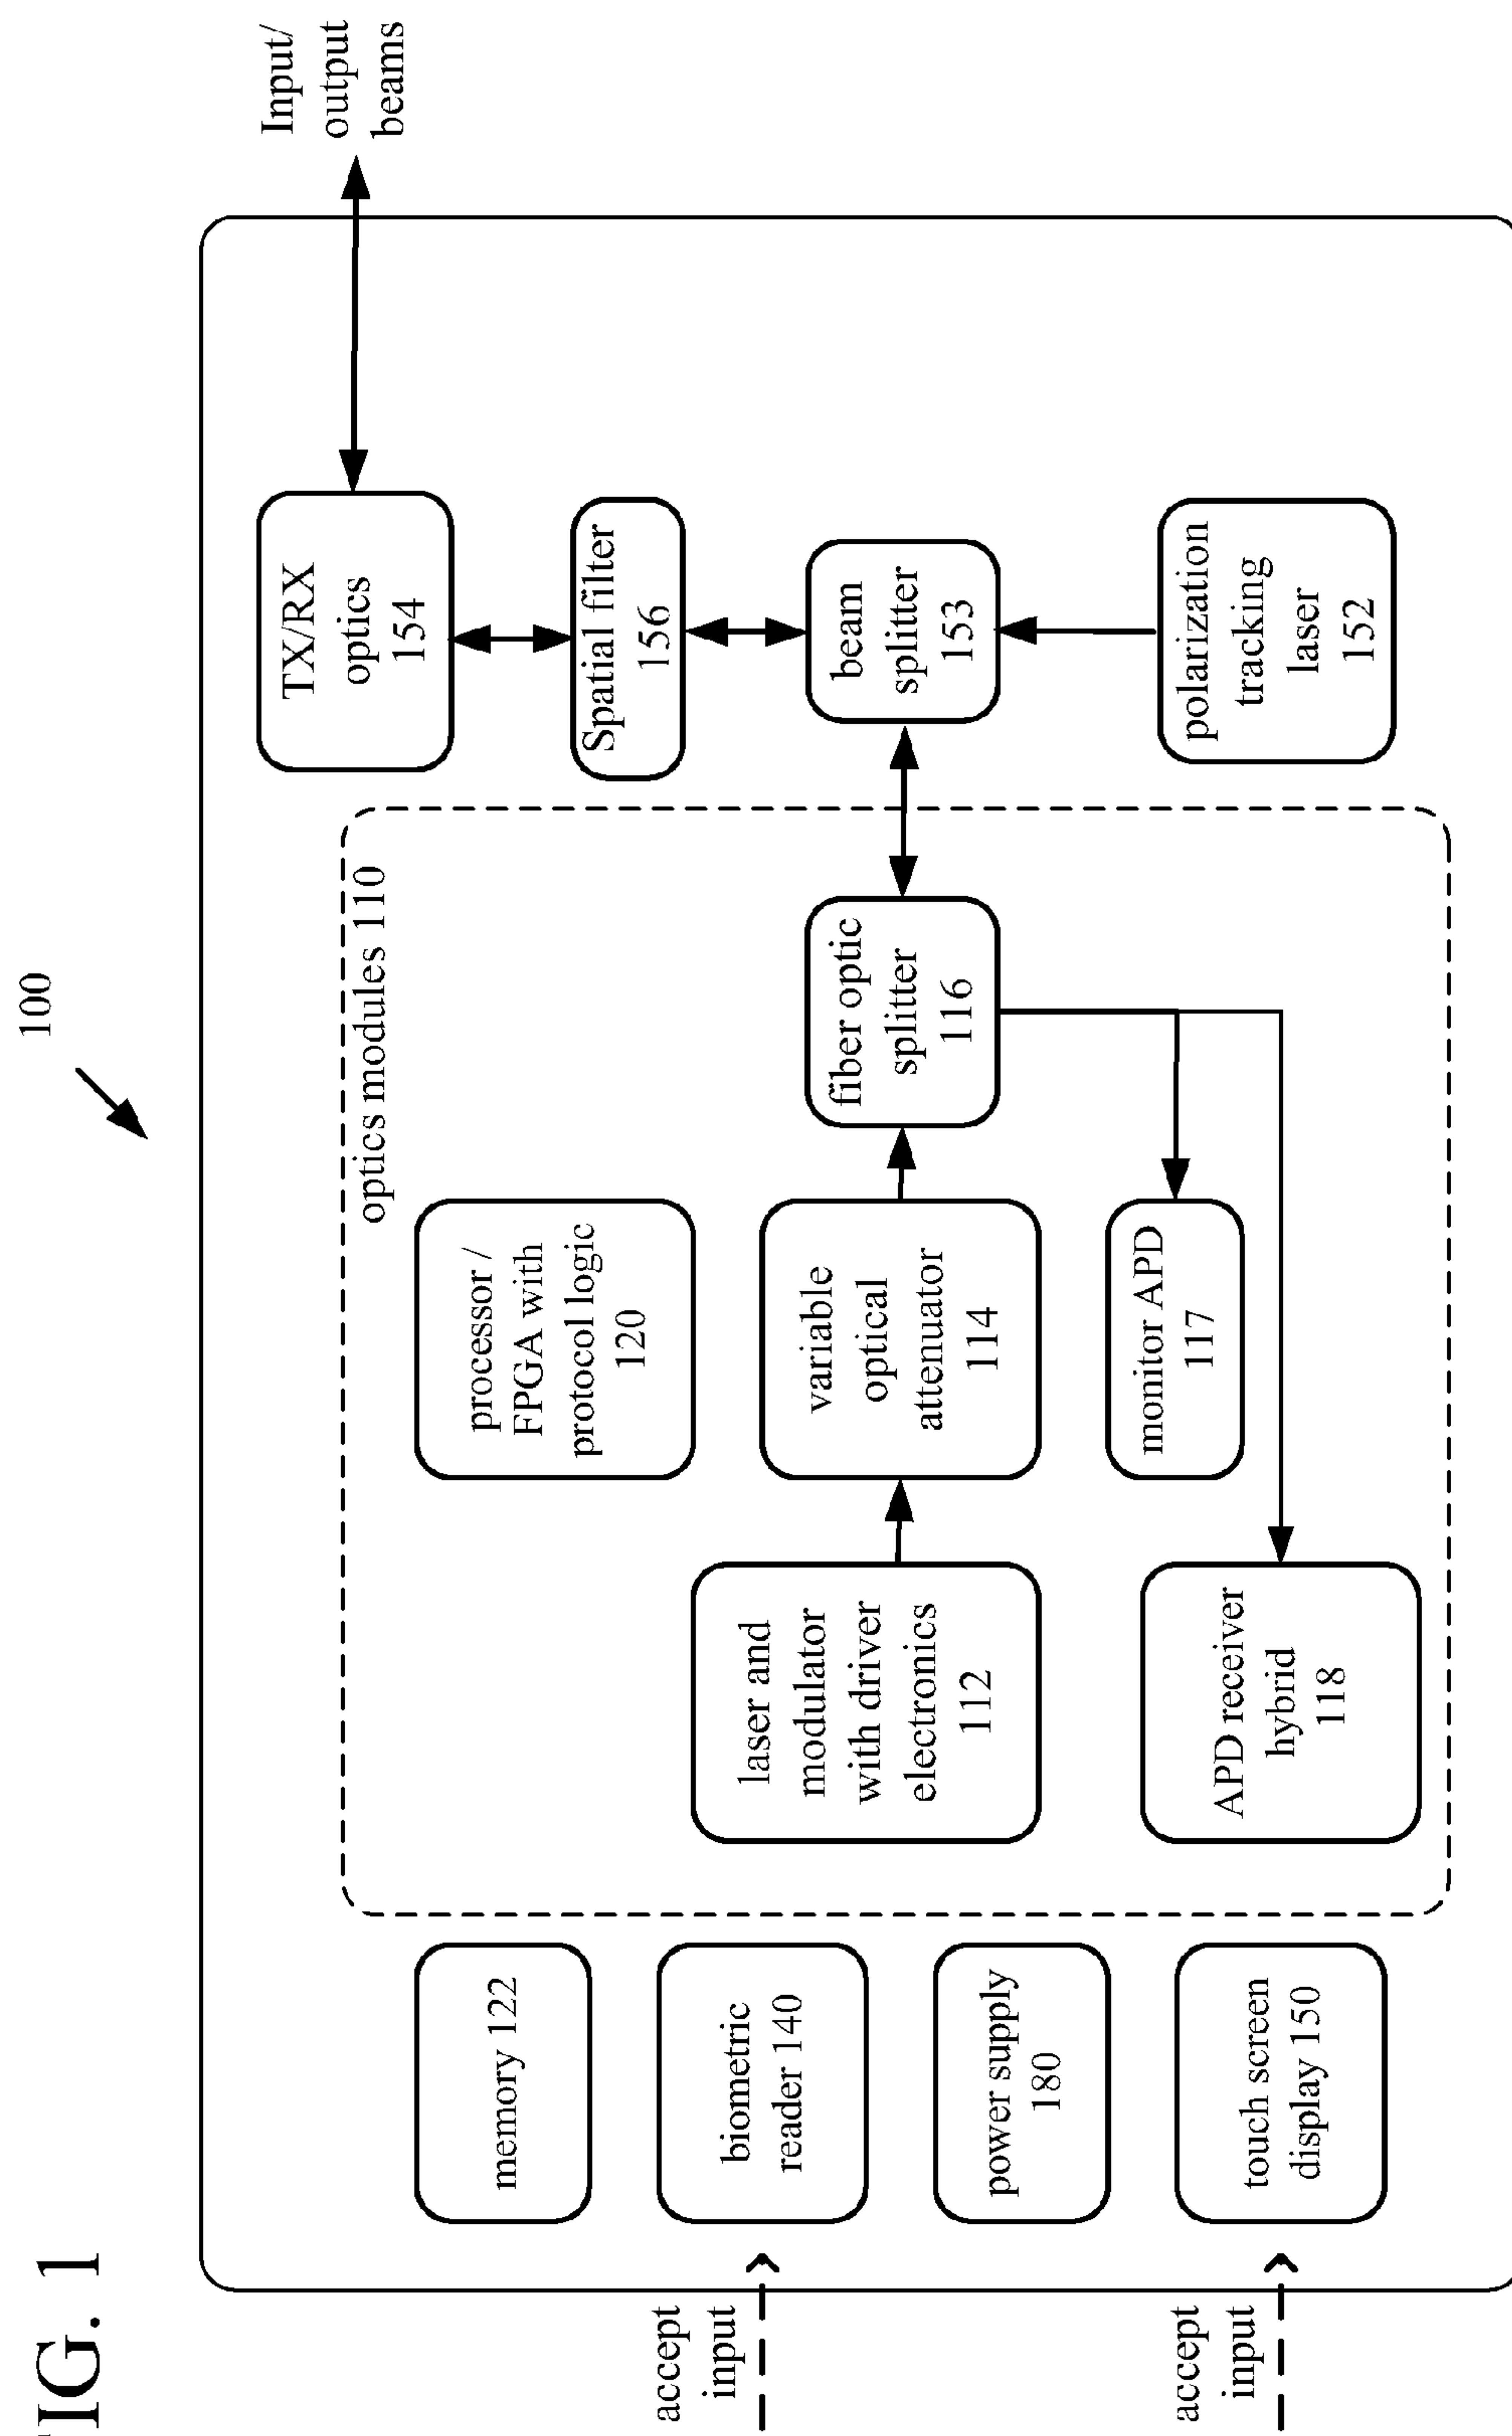 FIG. 1
100
Input/
output
beams
optics modules 110
TX/RX
optics
154
memory 122
processor /
FPGA with
protocol logic
120
Spatial filter
156
accept
input
biometric
reader 140
laser and
modulator
with driver
electronics
112
variable
optical
attenuator
114
fiber optic
splitter
116
beam
splitter
153
power supply
180
monitor APD
117
accept
input
touch screen
display 150
APD receiver
hybrid
118
polarization
tracking
laser
152